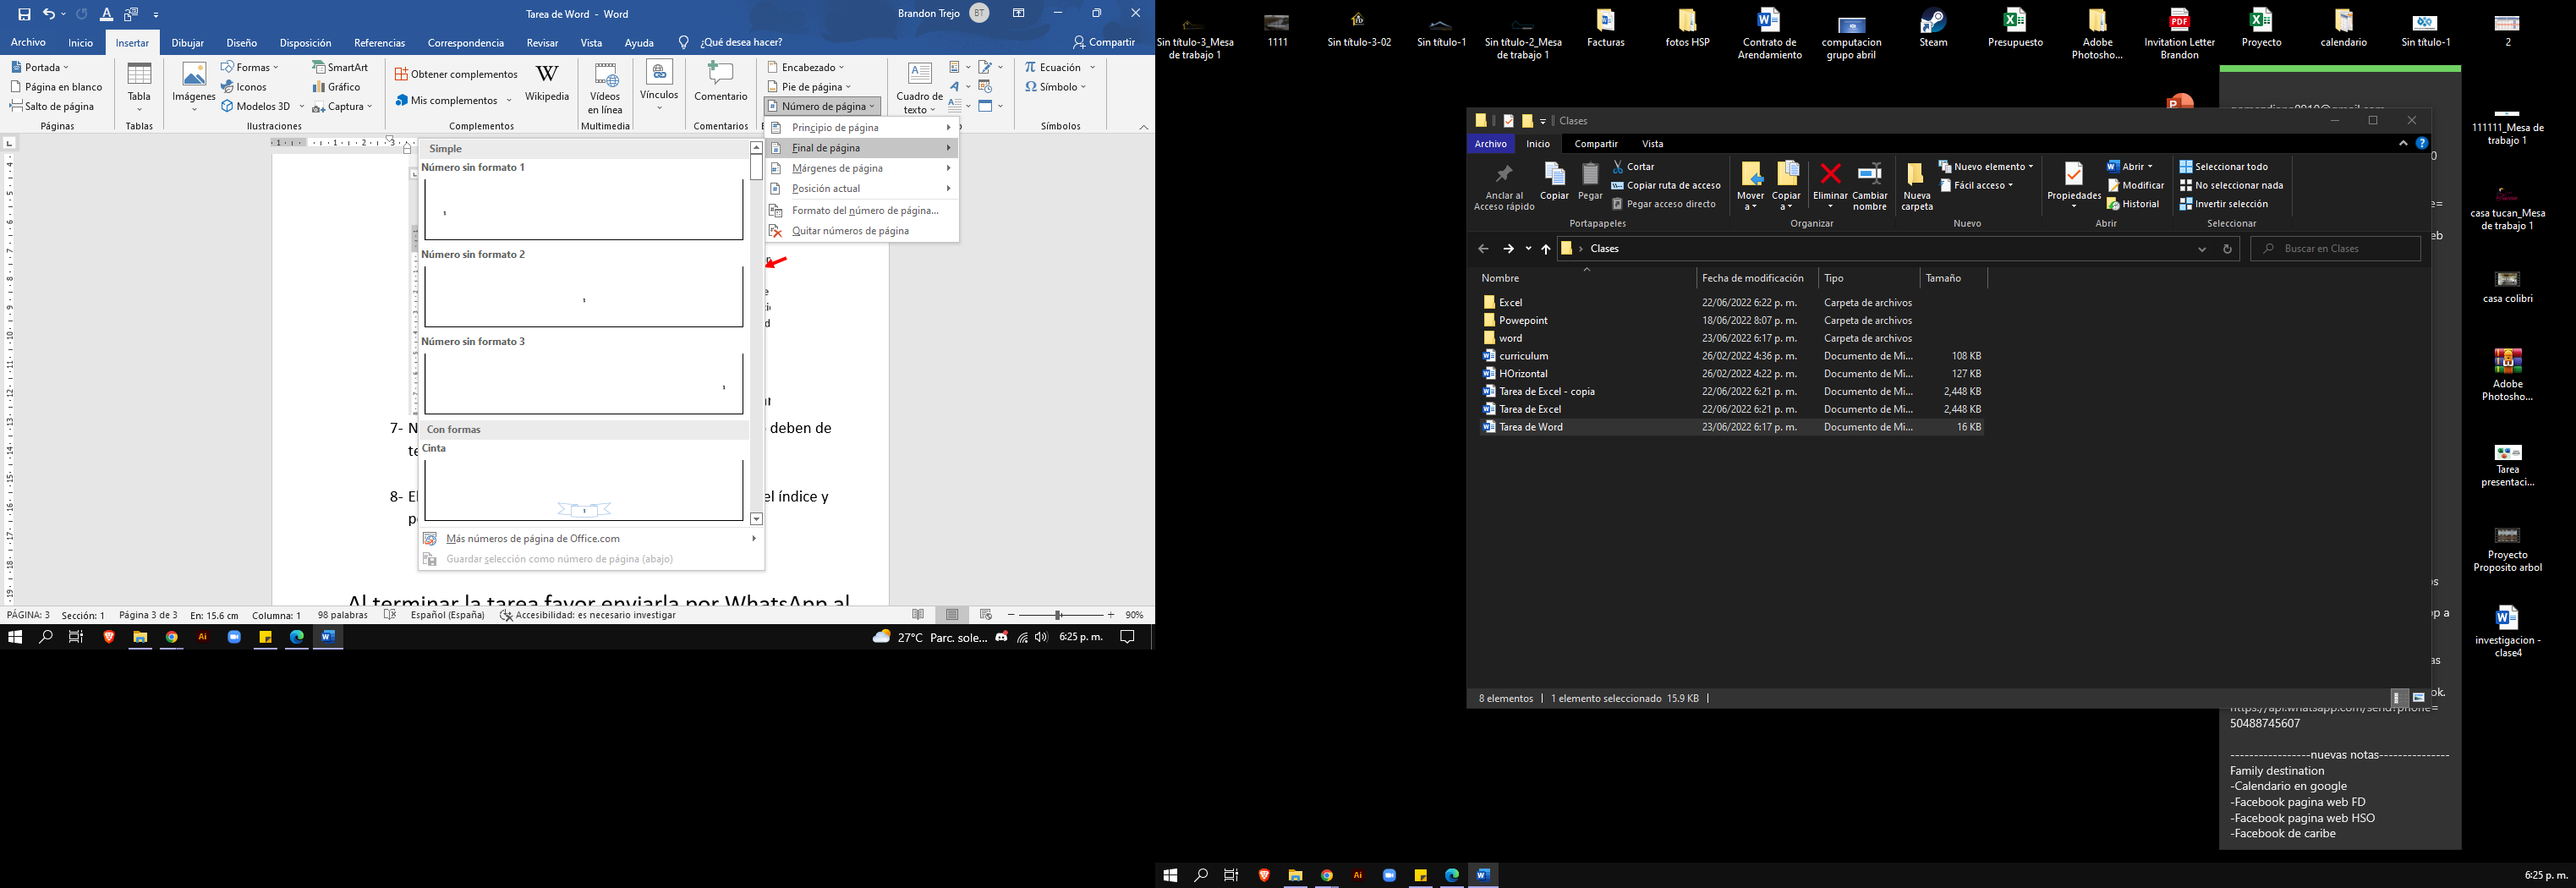 Tarea de Word - Word
Brandon Trejo
BT
Archivo
Inicio
Insertar
Dibujar
Diseño
Disposición
Referencias
Correspondencia
Revisar
Vista
Ayuda
¿Qué desea hacer?
Compartir
Portada
Página en blanco
Salto de página
Páginas
Tabla
Tablas
Imágenes
Formas
Iconos
Modelos 3D
SmartArt
Gráfico
Captura
Ilustraciones
Obtener complementos
Mis complementos
W
Wikipedia
Complementos
Vídeos
en línea
Multimedia
Vínculos
Comentario
Comentarios
Encabezado
Pie de página
Número de página
Cuadro de
texto
Ecuación
Símbolo
Símbolos
Principio de página
Final de página
Márgenes de página
Posición actual
Formato del número de página...
Quitar números de página
Simple
Número sin formato 1
1
Número sin formato 2
1
Número sin formato 3
1
Con formas
Cinta
1
Más números de página de Office.com
Guardar selección como número de página (abajo)
7- N
deben de
te
8- El
el índice y
p
Al terminar la tarea favor enviarla por WhatsApp al
PÁGINA: 3 Sección: 1 Página 3 de 3 En: 15.6 cm Columna: 1 98 palabras Español (España) Accesibilidad: es necesario investigar 90%
27°C Parc. sole... 6:25 p. m.
Sin título-3_Mesa
de trabajo 1
1111
Sin título-3-02
Sin título-1
Sin título-2_Mesa
de trabajo 1
Facturas
fotos HSP
Contrato de
Arendamiento
computacion
grupo abril
Steam
Presupuesto
Adobe
Photosho...
Invitation Letter
Brandon
Proyecto
calendario
Sin título-1
2
111111_Mesa de
trabajo 1
casa tucan_Mesa
de trabajo 1
casa colibri
Adobe
Photosho...
Tarea
presentaci...
Proyecto
Proposito arbol
investigacion -
clase4
Clases
Archivo
Inicio
Compartir
Vista
Anclar al
Acceso rápido
Copiar
Pegar
Cortar
Copiar ruta de acceso
Pegar acceso directo
Portapapeles
Mover
a
Copiar
a
Eliminar
Cambiar
nombre
Organizar
Nueva
carpeta
Nuevo elemento
Fácil acceso
Nuevo
Propiedades
Abrir
Modificar
Historial
Abrir
Seleccionar todo
No seleccionar nada
Invertir selección
Seleccionar
Clases
Buscar en Clases
Nombre Fecha de modificación Tipo Tamaño
Excel 22/06/2022 6:22 p. m. Carpeta de archivos
Powepoint 18/06/2022 8:07 p. m. Carpeta de archivos
word 23/06/2022 6:17 p. m. Carpeta de archivos
curriculum 26/02/2022 4:36 p. m. Documento de Mi... 108 KB
HOrizontal 26/02/2022 4:22 p. m. Documento de Mi... 127 KB
Tarea de Excel - copia 22/06/2022 6:21 p. m. Documento de Mi... 2,448 KB
Tarea de Excel 22/06/2022 6:21 p. m. Documento de Mi... 2,448 KB
Tarea de Word 23/06/2022 6:17 p. m. Documento de Mi... 16 KB
8 elementos 1 elemento seleccionado 15.9 KB
ok.
50488745607
-----------------nuevas notas---------------
Family destination
-Calendario en google
-Facebook pagina web FD
-Facebook pagina web HSO
-Facebook de caribe
6:25 p. m.